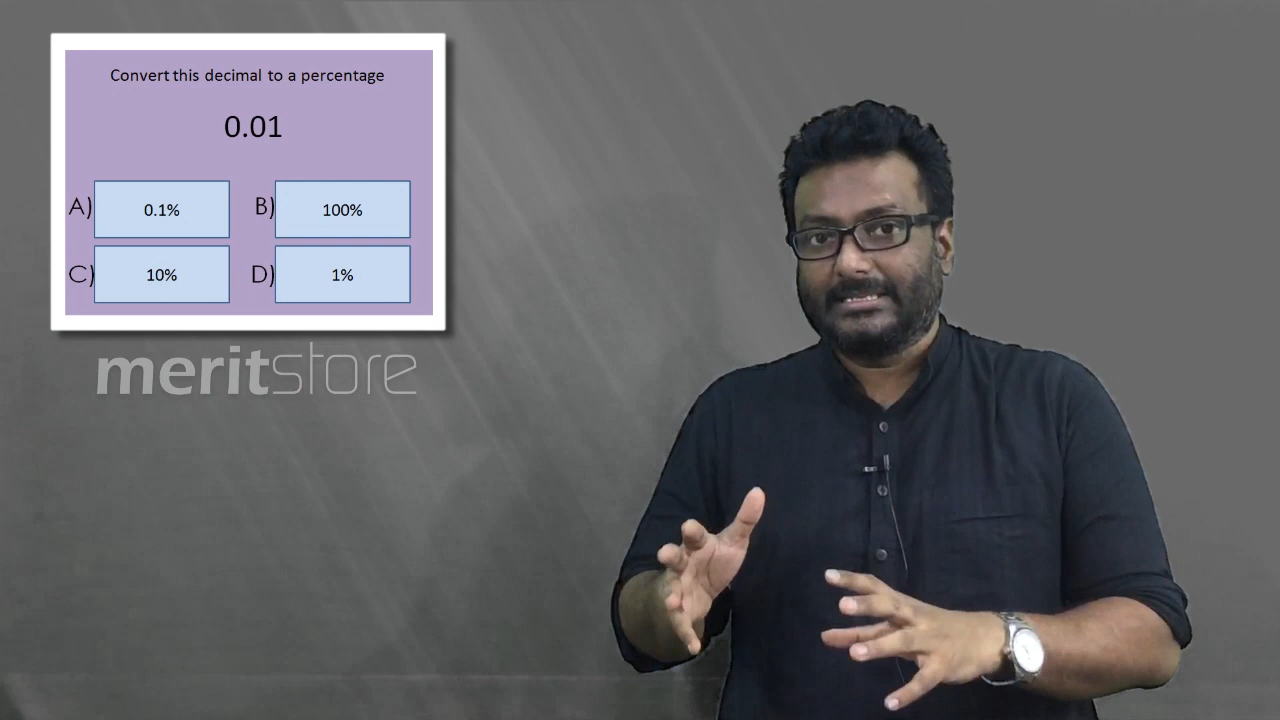 Convert this decimal to a percentage
0.01
A) 0.1% B) 100%
C) 10% D) 1%
meritstore